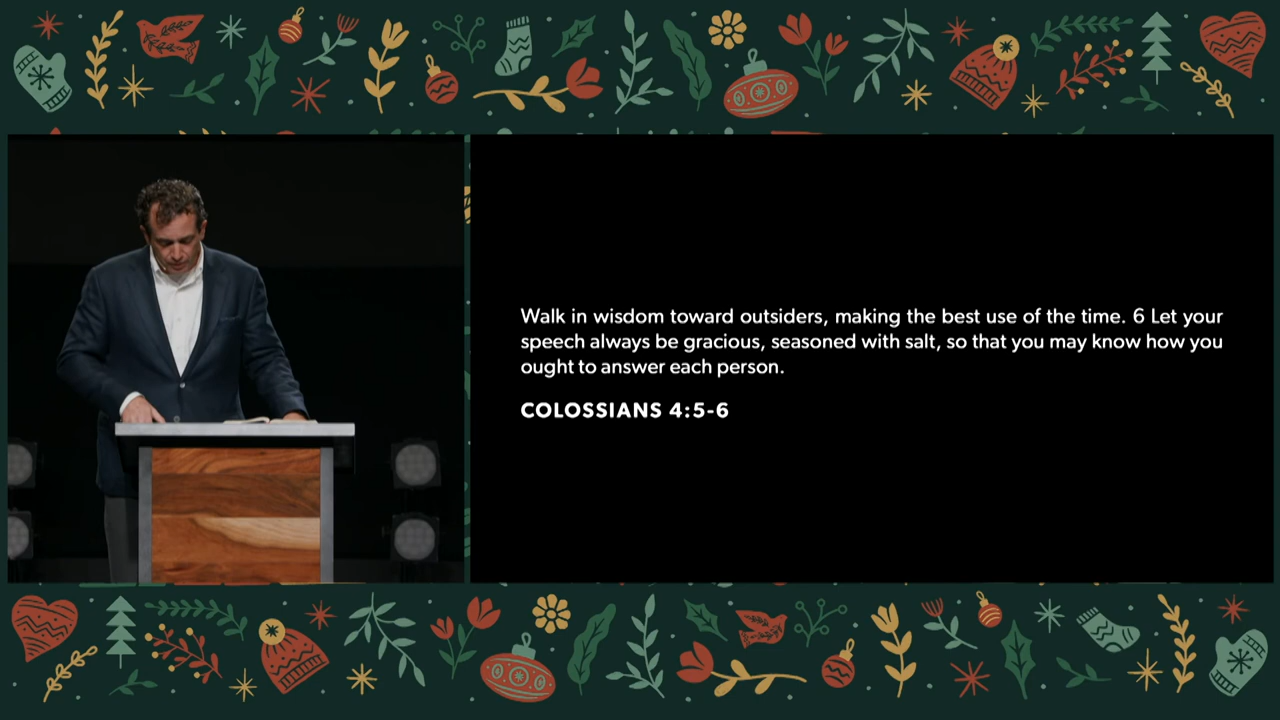 Walk in wisdom toward outsiders, making the best use of the time. 6 Let your
speech always be gracious, seasoned with salt, so that you may know how you
ought to answer each person.
COLOSSIANS 4:5-6